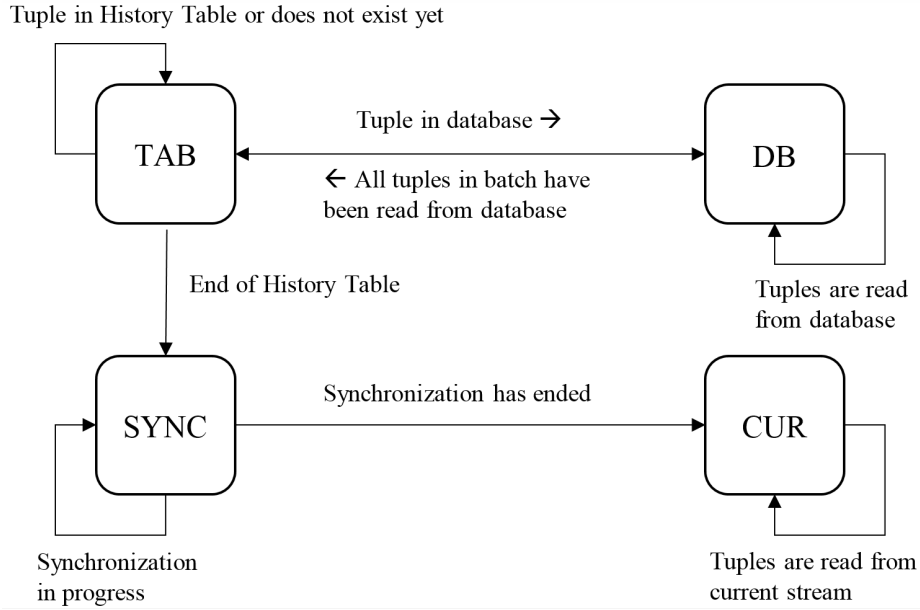 Tuple in History Table or does not exist yet
TAB
Tuple in database →
← All tuples in batch have
been read from database
DB
End of History Table
Tuples are read
from database
SYNC
Synchronization has ended
CUR
Synchronization
in progress
Tuples are read from
current stream